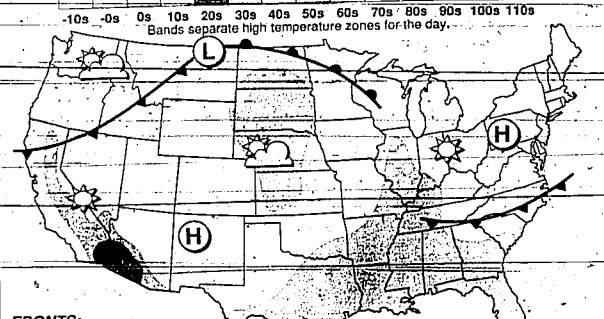 -10s -0s 0s 10s 20s 30s 40s 50s 60s 70s 80s 90s 100s 110s
Bands separate high temperature zones for the day.
L
H
H
FRONTS: